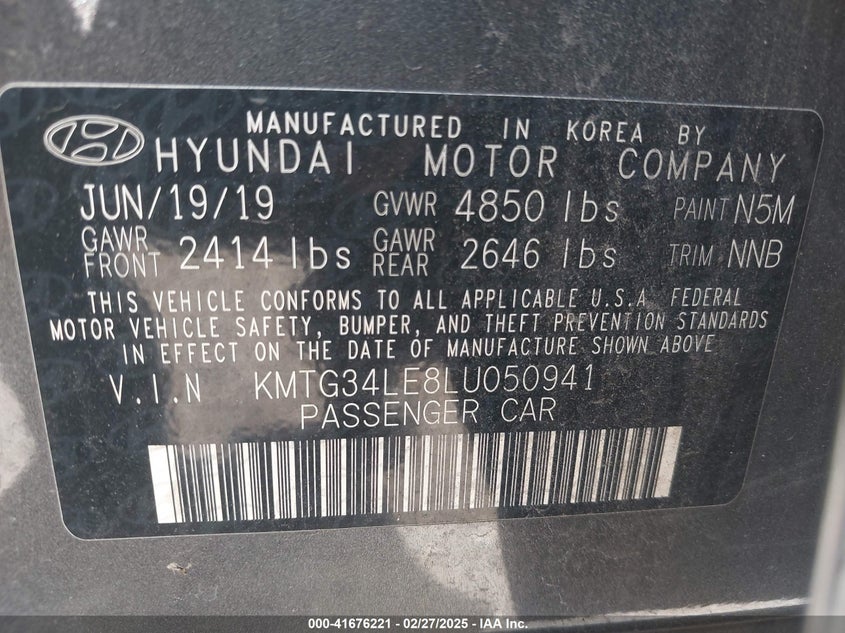 MANUFACTURED IN KOREA BY
HYUNDAI MOTOR COMPANY
JUN/19/19 GVWR 4850 lbs PAINT N5M
GAWR FRONT 2414 lbs GAWR REAR 2646 lbs TRIM NNB
THIS VEHICLE CONFORMS TO ALL APPLICABLE U.S.A. FEDERAL
MOTOR VEHICLE SAFETY, BUMPER, AND THEFT PREVENTION STANDARDS
IN EFFECT ON THE DATE OF MANUFACTURE SHOWN ABOVE
V.I.N KMTG34LE8LU050941
PASSENGER CAR
000-41676221 - 02/27/2025 - IAA Inc.